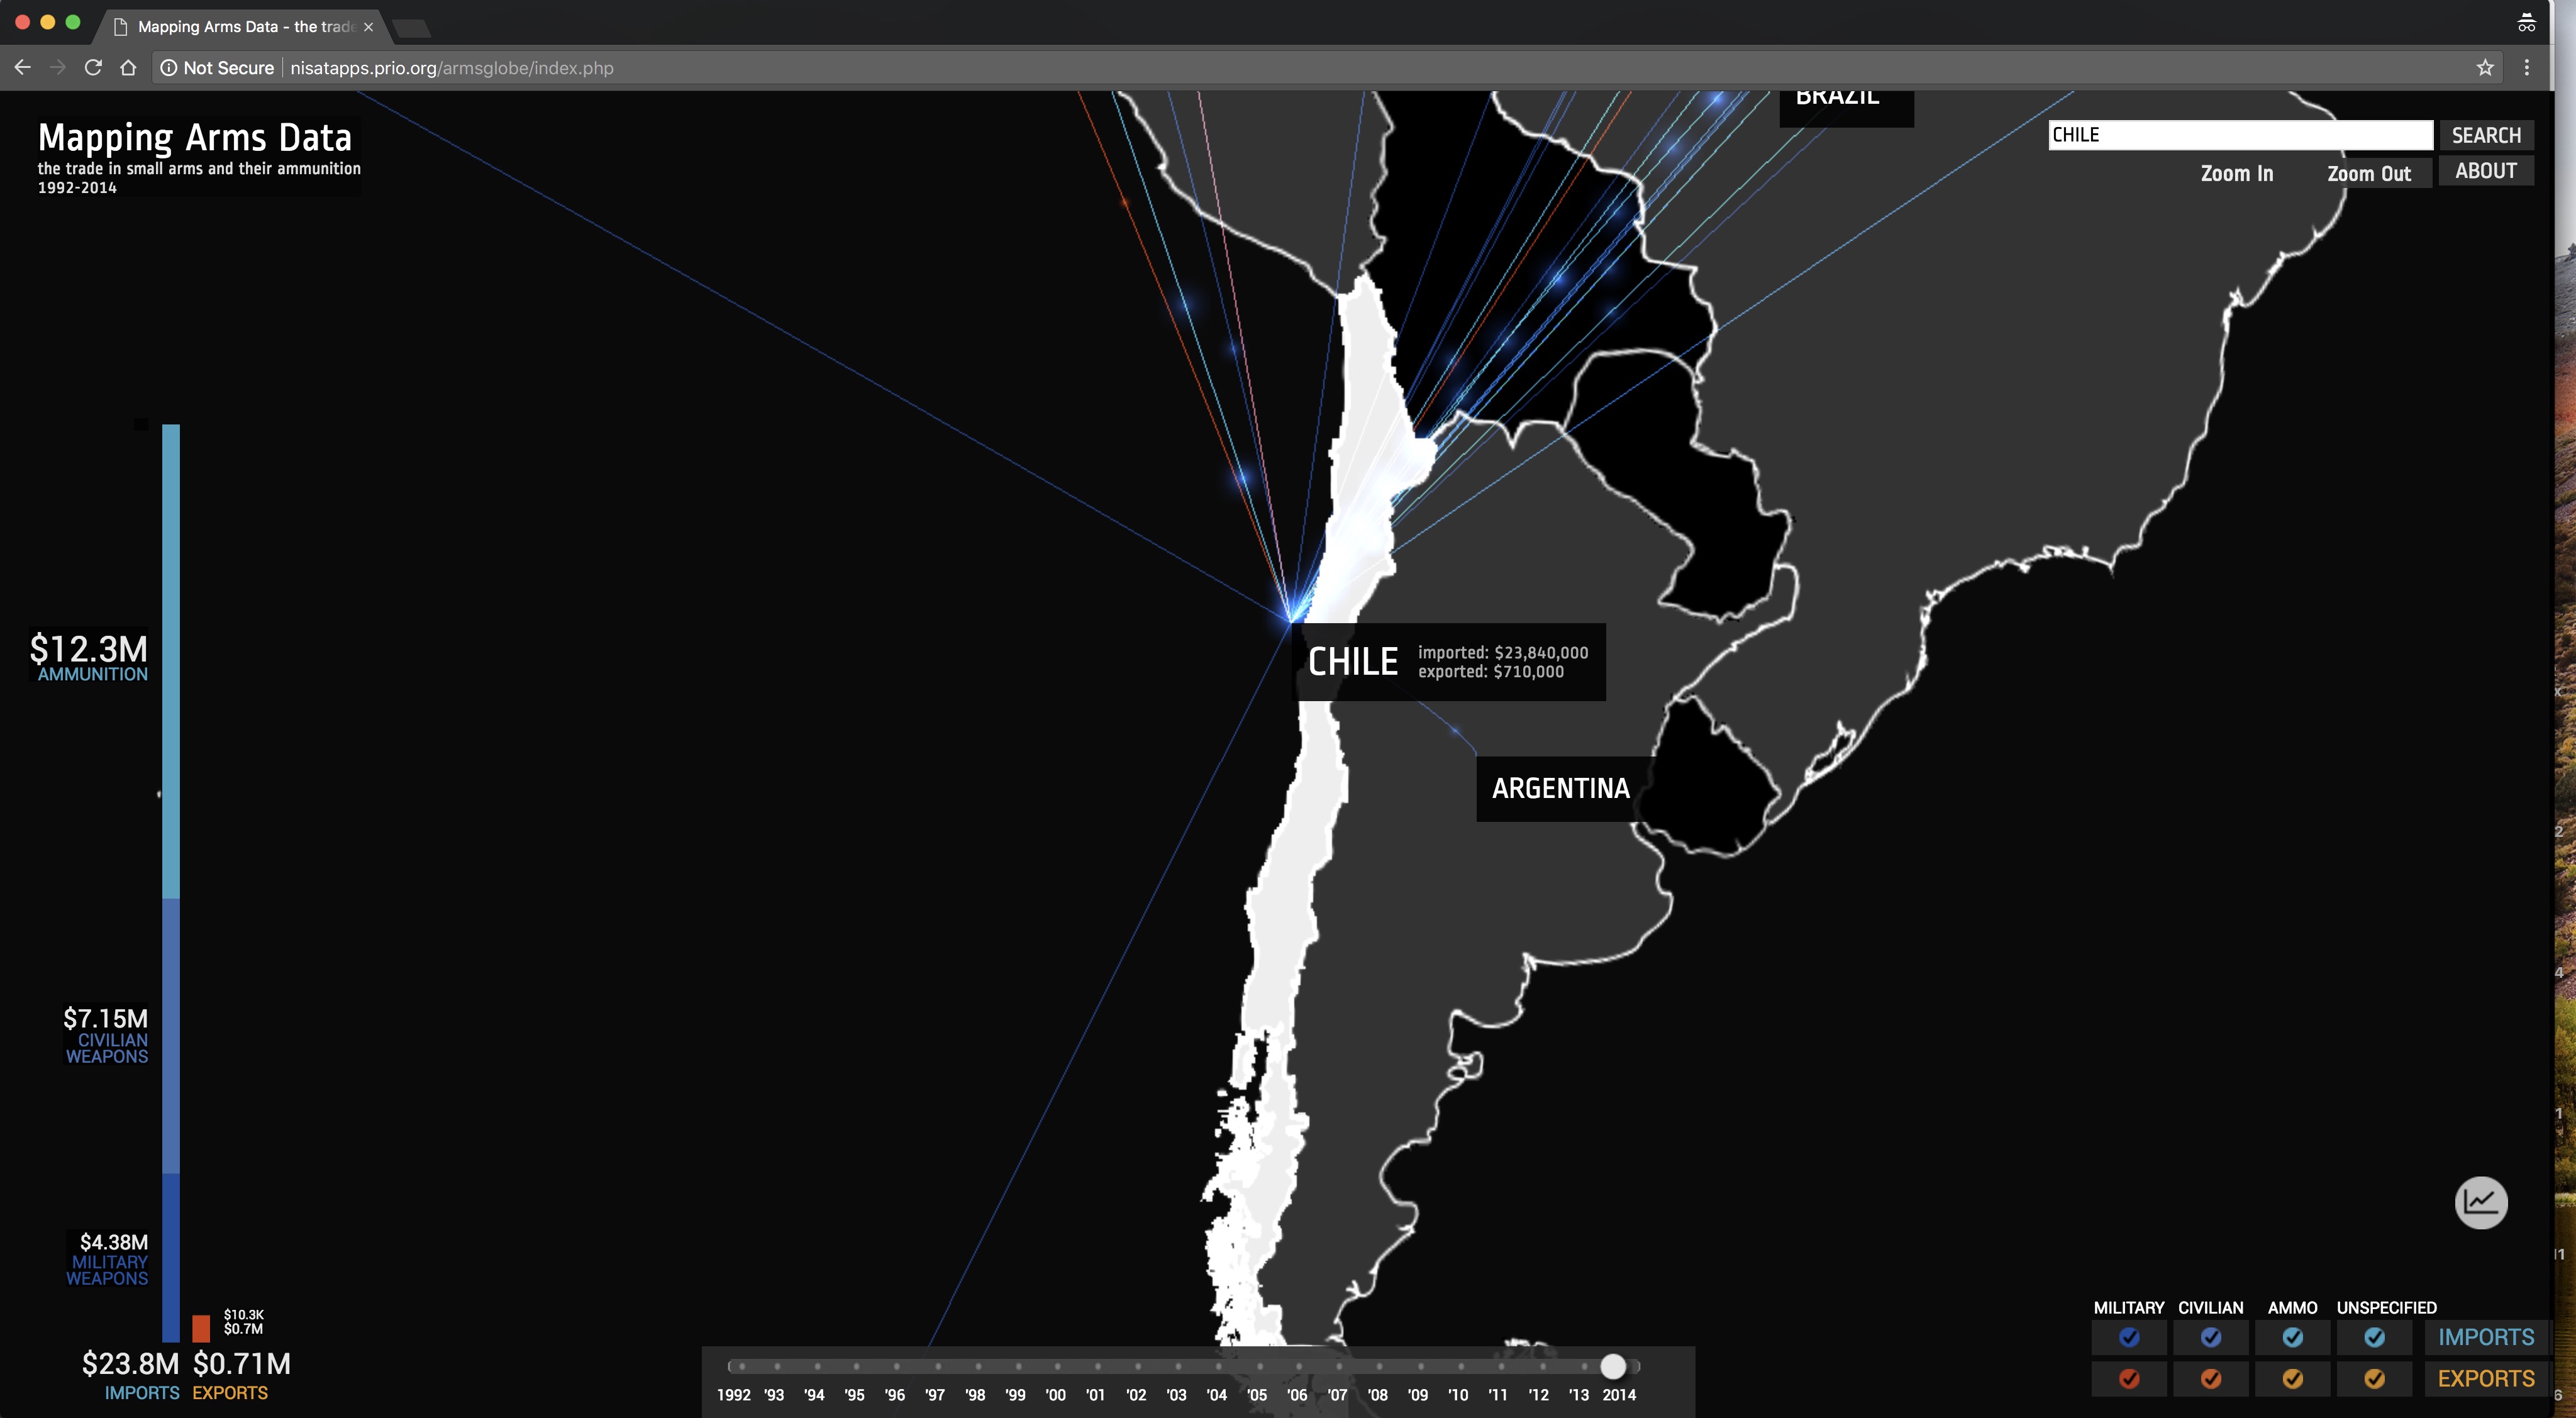 Mapping Arms Data - the trade
Not Secure
nisatapps.prio.org/armsglobe/index.php
Mapping Arms Data
the trade in small arms and their ammunition
1992-2014
BRAZIL
CHILE
SEARCH
Zoom In
Zoom Out
ABOUT
$12.3M
AMMUNITION
CHILE
imported: $23,840,000
exported: $710,000
ARGENTINA
$7.15M
CIVILIAN
WEAPONS
$4.38M
MILITARY
WEAPONS
$10.3K
$0.7M
$23.8M
IMPORTS
$0.71M
EXPORTS
1992 '93 '94 '95 '96 '97 '98 '99 '00 '01 '02 '03 '04 '05 '06 '07 '08 '09 '10 '11 '12 '13 2014
MILITARY CIVILIAN AMMO UNSPECIFIED
IMPORTS
EXPORTS